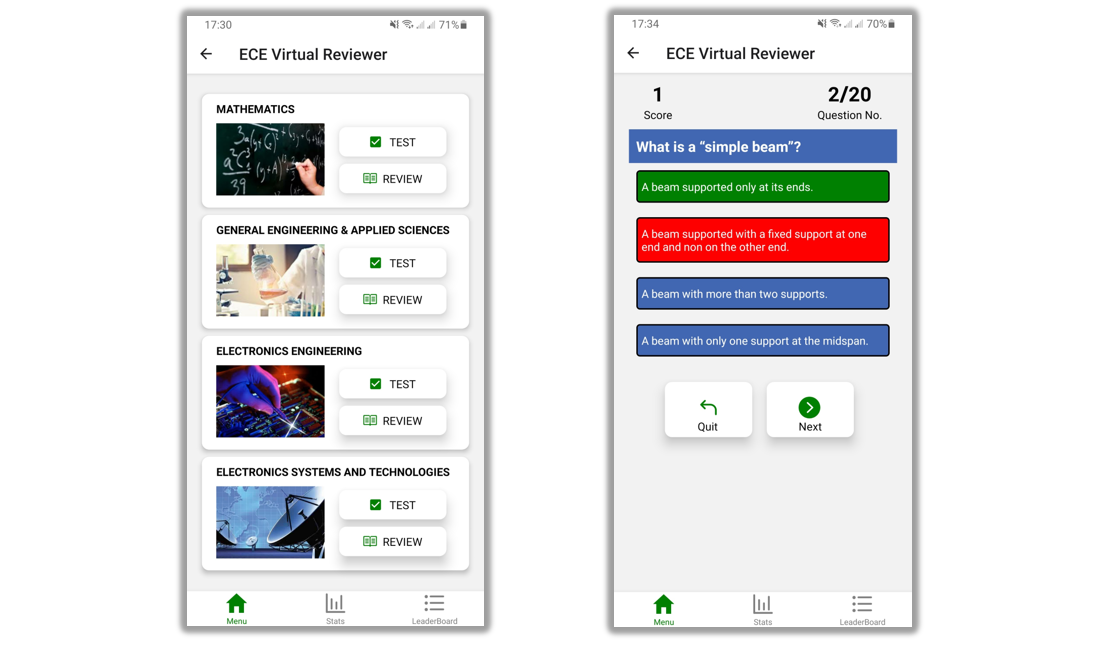 17:30
71%
ECE Virtual Reviewer
MATHEMATICS
TEST
REVIEW
GENERAL ENGINEERING & APPLIED SCIENCES
TEST
REVIEW
ELECTRONICS ENGINEERING
TEST
REVIEW
ELECTRONICS SYSTEMS AND TECHNOLOGIES
TEST
REVIEW
Menu
Stats
LeaderBoard
17:34
70%
ECE Virtual Reviewer
1
Score
2/20
Question No.
What is a “simple beam”?
A beam supported only at its ends.
A beam supported with a fixed support at one
end and non on the other end.
A beam with more than two supports.
A beam with only one support at the midspan.
Quit
Next
Menu
Stats
LeaderBoard